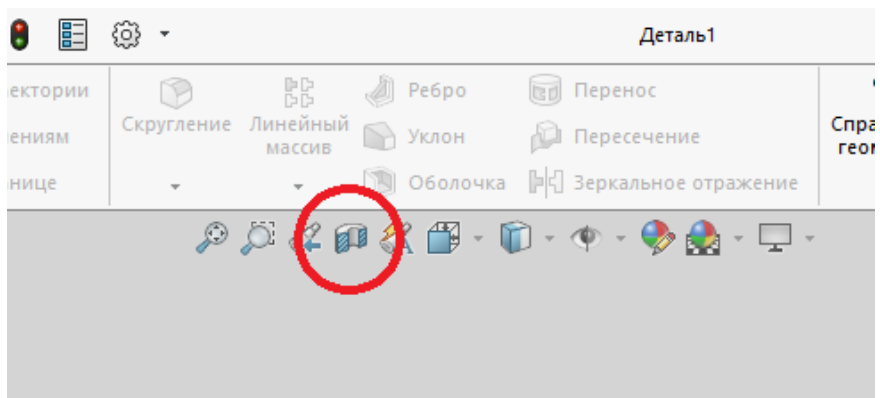 Деталь1
ектории
Скругление
Линейный
массив
Ребро
Перенос
ениям
Уклон
Пересечение
Спра
геом
нице
Оболочка
Зеркальное отражение